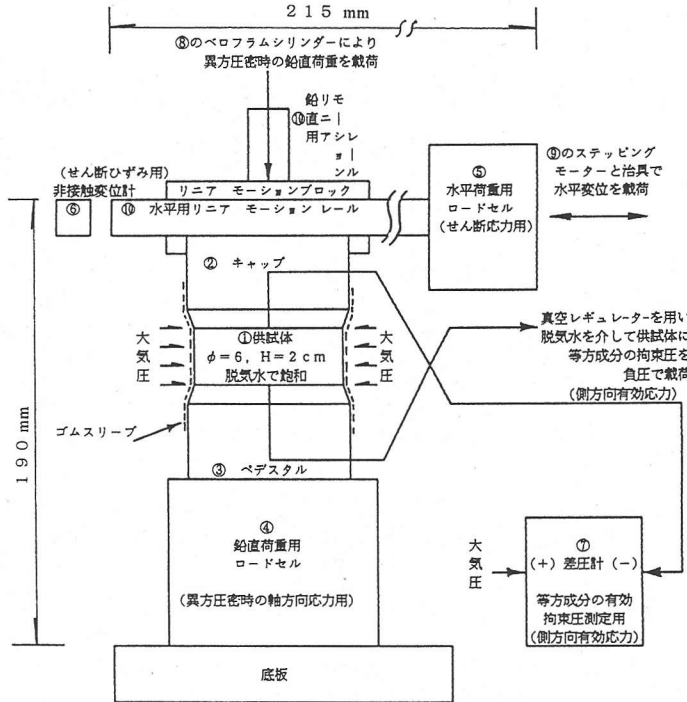 215 mm
⑧のベロフラムシリンダーにより
異方圧密時の鉛直荷重を載荷
⑩鉛直用リニアモーションレール
(せん断ひずみ用)
非接触変位計
⑥
リニア モーションブロック
⑩ 水平用リニア モーション レール
⑤
水平荷重用
ロードセル
(せん断応力用)
⑨のステッピング
モーターと治具で
水平変位を載荷
② キャップ
大気圧
①供試体
φ=6, H=2cm
脱気水で飽和
大気圧
真空レギュレーターを用い
脱気水を介して供試体に
等方成分の拘束圧を
負圧で載荷
(側方向有効応力)
ゴムスリーブ
190 mm
③ ペデスタル
④
鉛直荷重用
ロードセル
(異方圧密時の軸方向応力用)
大気圧
⑦
(+) 差圧計 (-)
等方成分の有効
拘束圧測定用
(側方向有効応力)
底板